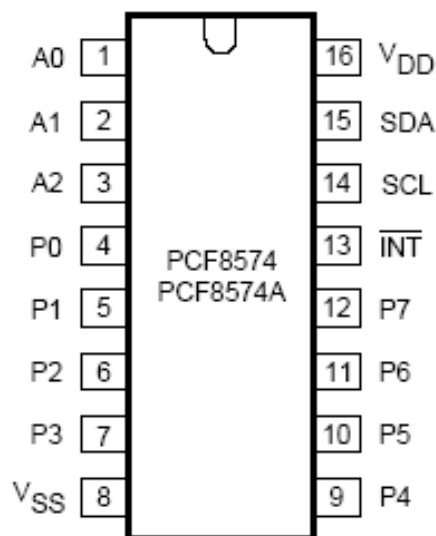 A0 1 16 VDD
A1 2 15 SDA
A2 3 14 SCL
P0 4 13 INT
PCF8574
PCF8574A
P1 5 12 P7
P2 6 11 P6
P3 7 10 P5
VSS 8 9 P4